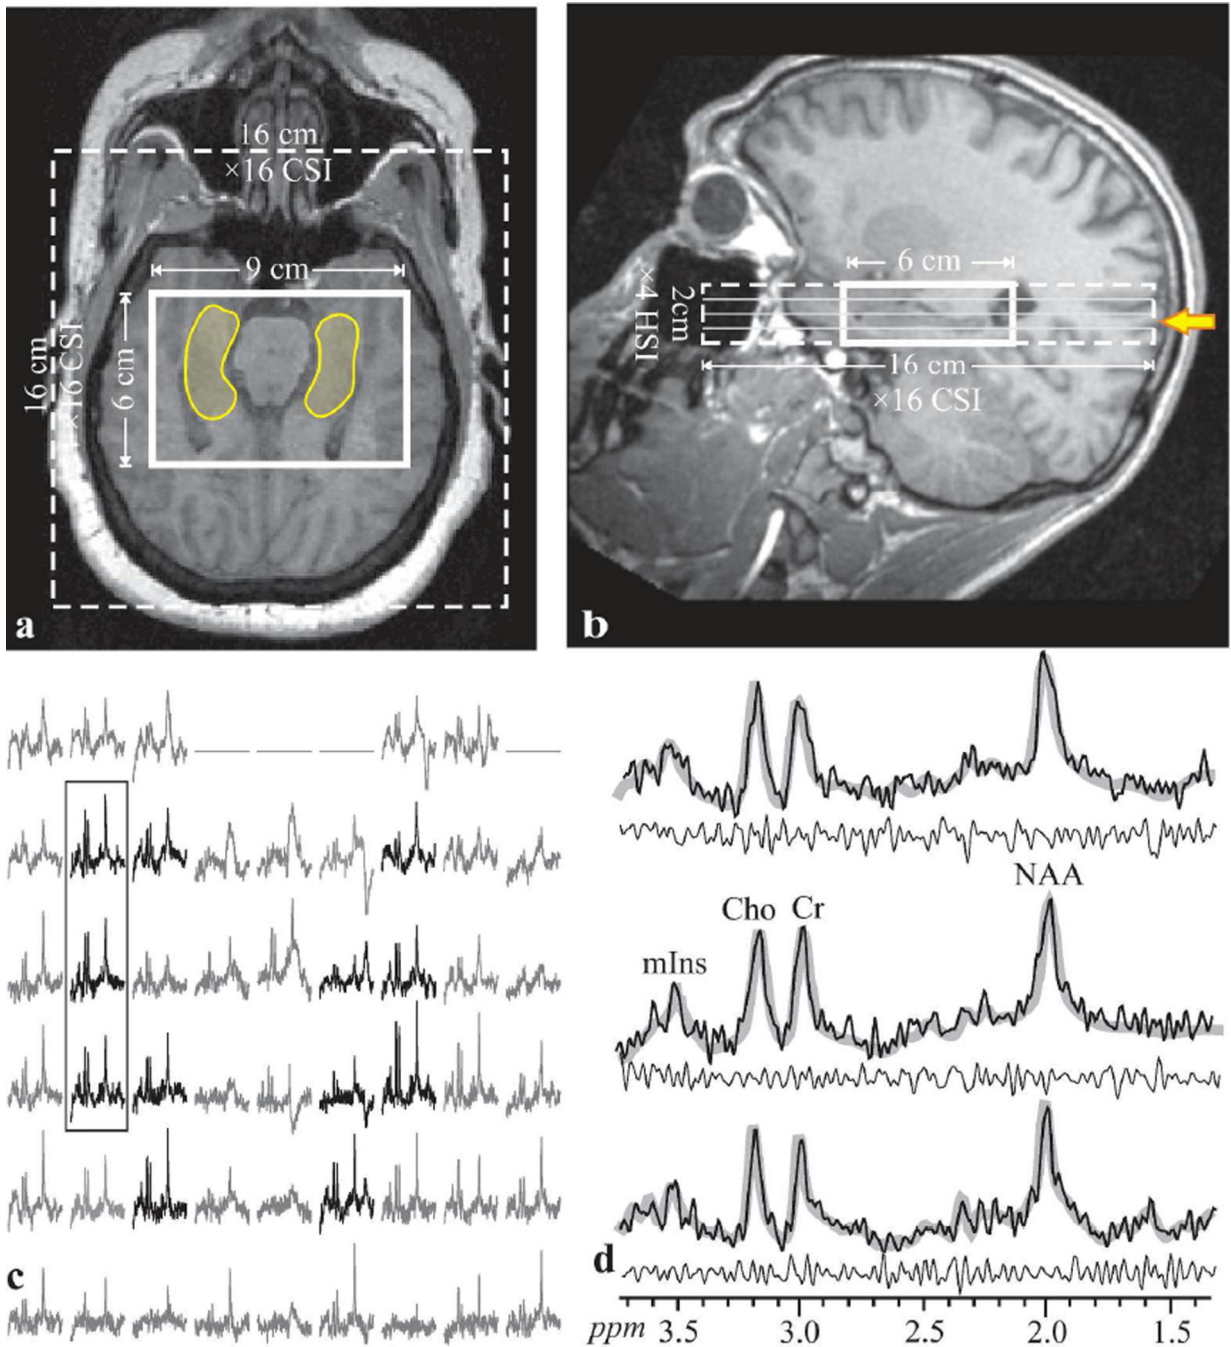 16 cm
×16 CSI
9 cm
16 cm
×16 CSI
6 cm
a
6 cm
2cm
×4 HSI
16 cm
×16 CSI
b
c
NAA
Cho
Cr
mIns
d
ppm 3.5 3.0 2.5 2.0 1.5